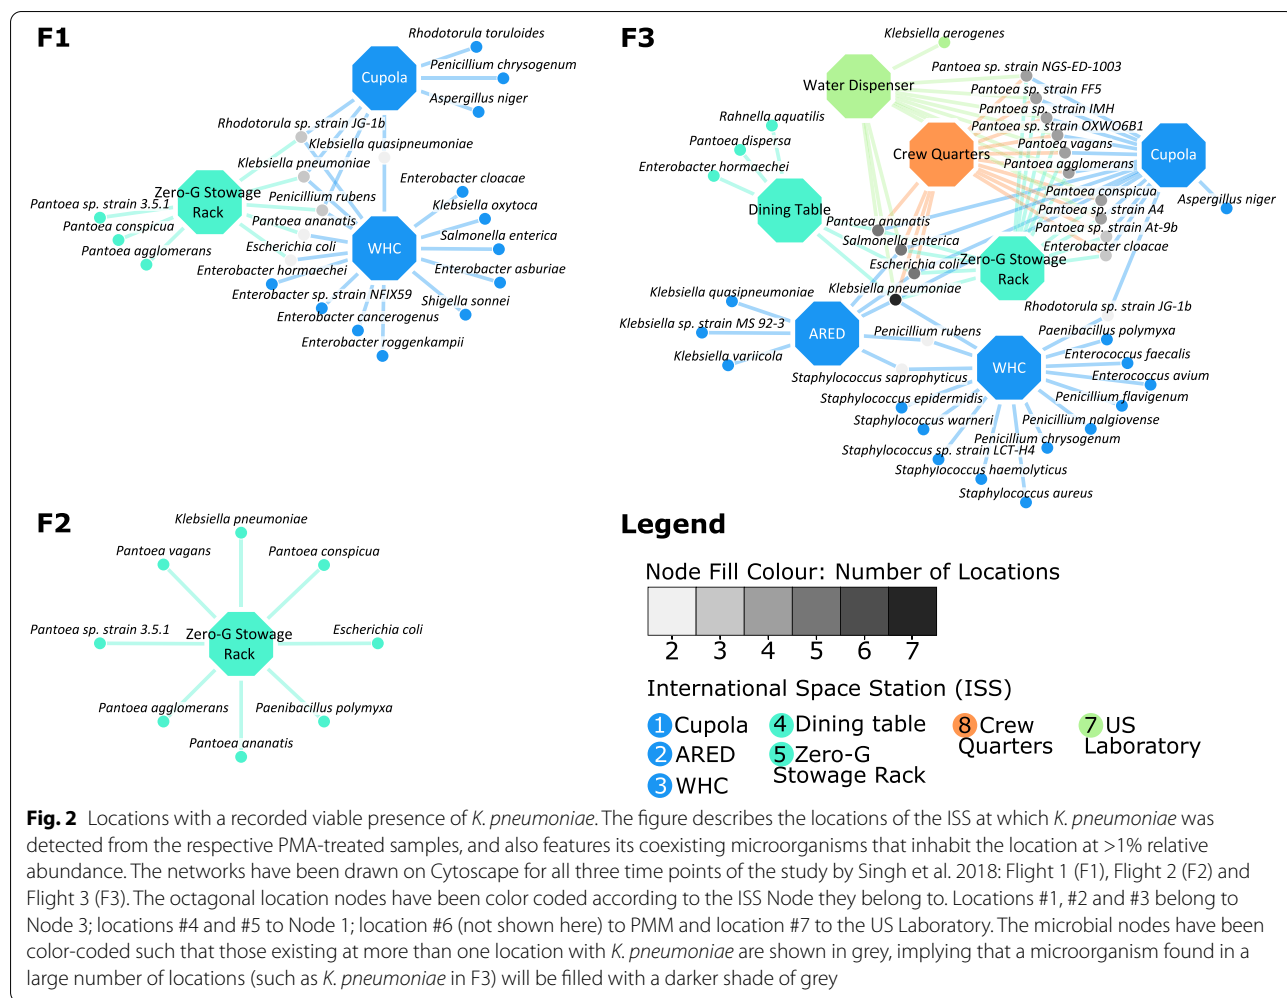 F1
Rhodotorula toruloides
Cupola
Penicillium chrysogenum
Aspergillus niger
Rhodotorula sp. strain JG-1b
Klebsiella quasipneumoniae
Klebsiella pneumoniae
Zero-G Stowage
Rack
Penicillium rubens
Enterobacter cloacae
Pantoea sp. strain 3.5.1
Klebsiella oxytoca
Pantoea conspicua
Pantoea ananatis
Salmonella enterica
Pantoea agglomerans
Escherichia coli
WHC
Enterobacter hormaechei
Enterobacter asburiae
Enterobacter sp. strain NFIX59
Shigella sonnei
Enterobacter cancerogenus
Enterobacter roggenkampii
F3
Klebsiella aerogenes
Water Dispenser
Pantoea sp. strain NGS-ED-1003
Pantoea sp. strain FF5
Rahnella aquatilis
Pantoea sp. strain IMH
Pantoea sp. strain OXWO6B1
Pantoea dispersa
Pantoea vagans
Crew Quarters
Cupola
Enterobacter hormaechei
Pantoea agglomerans
Pantoea conspicua
Aspergillus niger
Dining Table
Pantoea sp. strain A4
Pantoea ananatis
Pantoea sp. strain At-9b
Salmonella enterica
Enterobacter cloacae
Escherichia coli
Zero-G Stowage
Rack
Klebsiella pneumoniae
Klebsiella quasipneumoniae
Rhodotorula sp. strain JG-1b
Klebsiella sp. strain MS 92-3
ARED
Penicillium rubens
Paenibacillus polymyxa
Klebsiella variicola
Enterococcus faecalis
WHC
Staphylococcus saprophyticus
Enterococcus avium
Staphylococcus epidermidis
Penicillium flavigenum
Staphylococcus warneri
Penicillium nalgiovense
Penicillium chrysogenum
Staphylococcus sp. strain LCT-H4
Staphylococcus haemolyticus
Staphylococcus aureus
F2
Klebsiella pneumoniae
Pantoea vagans
Pantoea conspicua
Pantoea sp. strain 3.5.1
Zero-G Stowage
Rack
Escherichia coli
Pantoea agglomerans
Paenibacillus polymyxa
Pantoea ananatis
Legend
Node Fill Colour: Number of Locations
2 3 4 5 6 7
International Space Station (ISS)
1 Cupola
2 ARED
3 WHC
4 Dining table
5 Zero-G
Stowage Rack
8 Crew
Quarters
7 US
Laboratory
Fig. 2 Locations with a recorded viable presence of K. pneumoniae. The figure describes the locations of the ISS at which K. pneumoniae was
detected from the respective PMA-treated samples, and also features its coexisting microorganisms that inhabit the location at >1% relative
abundance. The networks have been drawn on Cytoscape for all three time points of the study by Singh et al. 2018: Flight 1 (F1), Flight 2 (F2) and
Flight 3 (F3). The octagonal location nodes have been color coded according to the ISS Node they belong to. Locations #1, #2 and #3 belong to
Node 3; locations #4 and #5 to Node 1; location #6 (not shown here) to PMM and location #7 to the US Laboratory. The microbial nodes have been
color-coded such that those existing at more than one location with K. pneumoniae are shown in grey, implying that a microorganism found in a
large number of locations (such as K. pneumoniae in F3) will be filled with a darker shade of grey